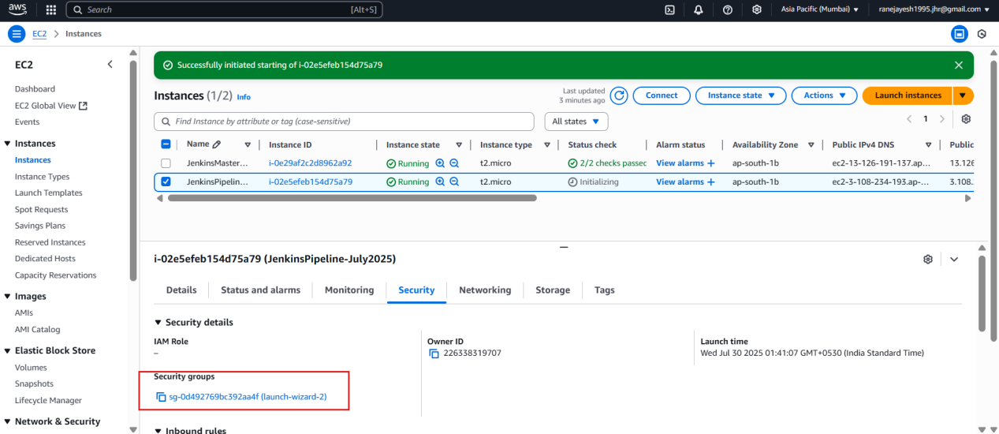 aws
Search [Alt+S]
Asia Pacific (Mumbai)
ranejayesh1995.jhr@gmail.com
EC2 > Instances
EC2
Dashboard
EC2 Global View
Events
Instances
Instances
Instance Types
Launch Templates
Spot Requests
Savings Plans
Reserved Instances
Dedicated Hosts
Capacity Reservations
Images
AMIs
AMI Catalog
Elastic Block Store
Volumes
Snapshots
Lifecycle Manager
Network & Security
Successfully initiated starting of i-02e5efeb154d75a79
Instances (1/2) Info
Last updated
3 minutes ago
Connect
Instance state
Actions
Launch instances
Find Instance by attribute or tag (case-sensitive)
All states
1
Name Instance ID Instance state Instance type Status check Alarm status Availability Zone Public IPv4 DNS Public
JenkinsMaster... i-0e29af2c2d8962a92 Running t2.micro 2/2 checks passed View alarms + ap-south-1b ec2-13-126-191-137.ap-... 13.126
JenkinsPipelin... i-02e5efeb154d75a79 Running t2.micro Initializing View alarms + ap-south-1b ec2-3-108-234-193.ap-... 3.108.
i-02e5efeb154d75a79 (JenkinsPipeline-July2025)
Details Status and alarms Monitoring Security Networking Storage Tags
Security details
IAM Role
–
Owner ID
226338319707
Launch time
Wed Jul 30 2025 01:41:07 GMT+0530 (India Standard Time)
Security groups
sg-0d492769bc392aa4f (launch-wizard-2)
Inbound rules